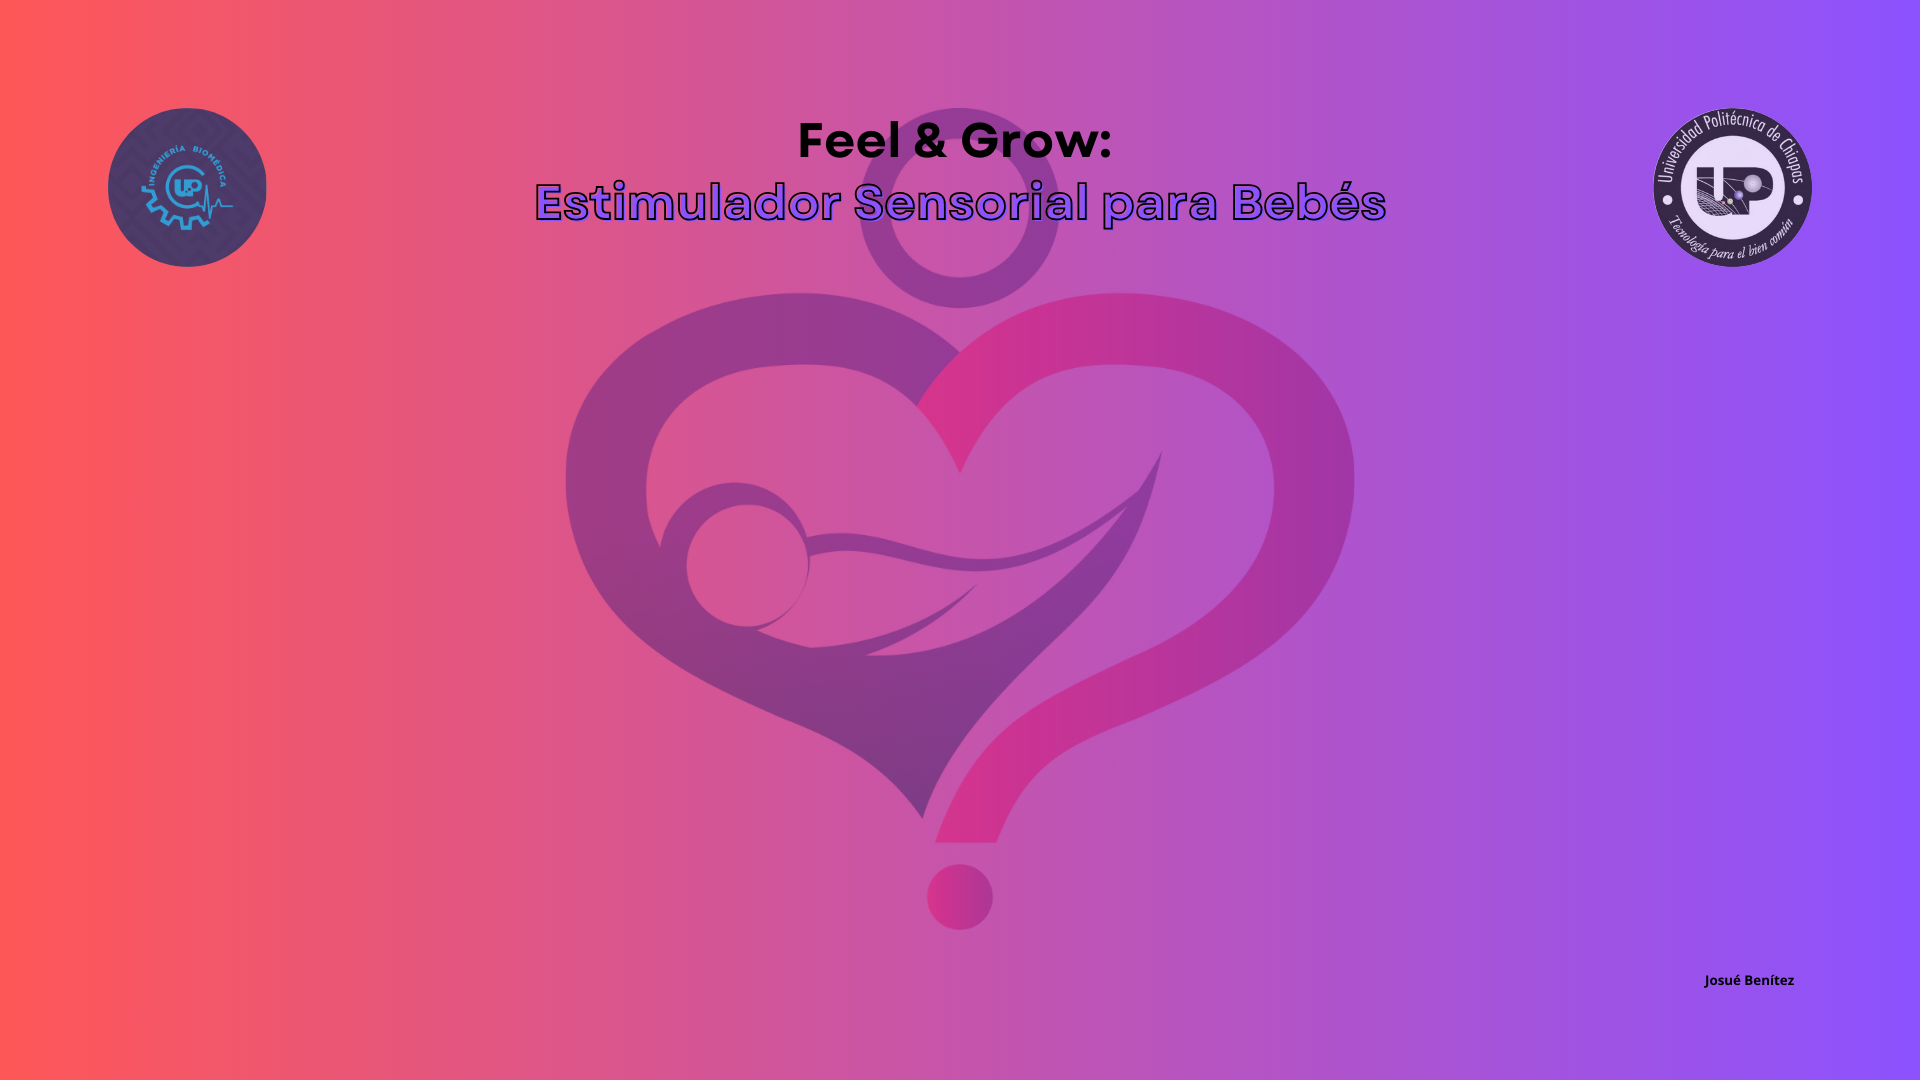 Feel & Grow:
Estimulador Sensorial para Bebés
INGENIERÍA BIOMÉDICA
UP
Universidad Politécnica de Chiapas
UP
Tecnología para el bien común
Josué Benítez